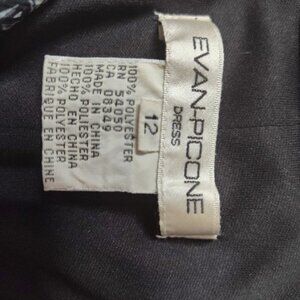 EVAN-PICONE
DRESS
12
100% POLYESTER
RN 54050
CA 08349
MADE IN CHINA
100% POLYESTER
HECHO EN CHINA
100% POLYESTER
FABRIQUE EN CHINE